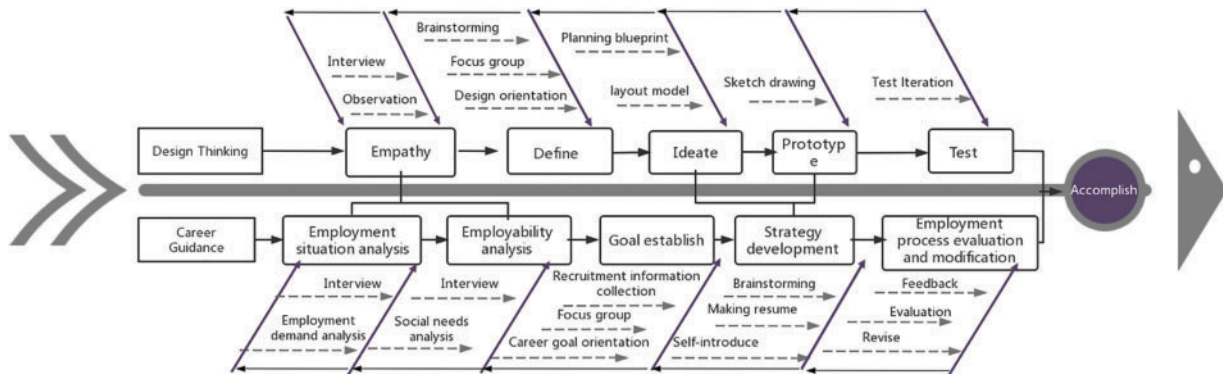 Brainstorming
Planning blueprint
Interview
Focus group
Sketch drawing
Test Iteration
Observation
Design orientation
layout model
Design Thinking
Empathy
Define
Ideate
Prototyp
e
Test
Accomplish
Career
Guidance
Employment
situation analysis
Employability
analysis
Goal establish
Strategy
development
Employment
process evaluation
and modification
Interview
Employment
demand analysis
Interview
Social needs
analysis
Recruitment information
collection
Focus group
Career goal orientation
Brainstorming
Making resume
Self-introduce
Feedback
Evaluation
Revise